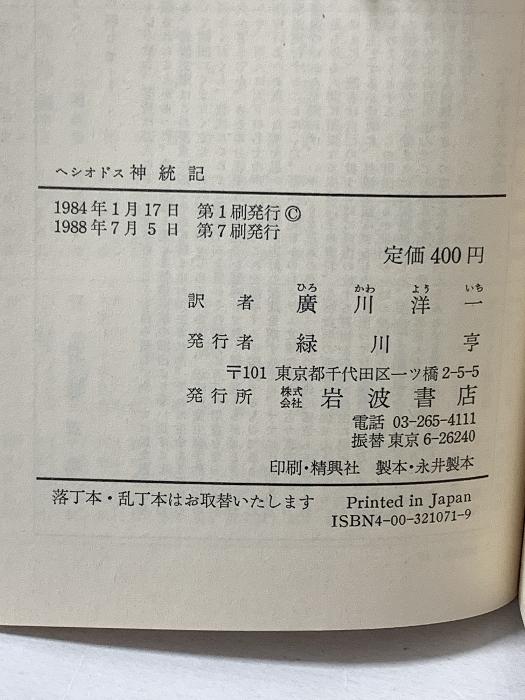 ヘシオドス 神統記
1984年1月17日 第1刷発行©
1988年7月5日 第7刷発行
定価400円
ひろ かわ よう いち
訳者 廣川洋一
発行者 緑川亨
〒101 東京都千代田区一ツ橋2-5-5
発行所 株式会社 岩波書店
電話 03-265-4111
振替 東京 6-26240
印刷・精興社 製本・永井製本
落丁本・乱丁本はお取替いたします Printed in Japan
ISBN4-00-321071-9